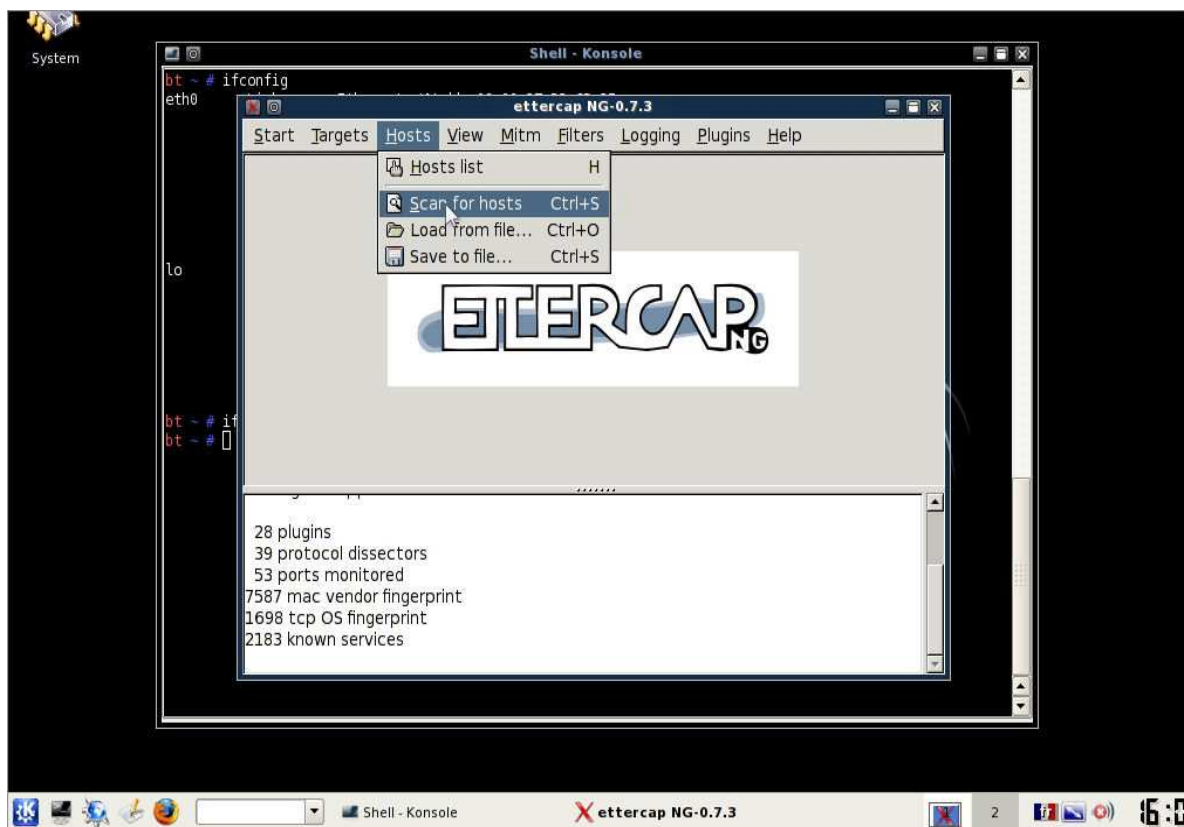 System
Shell - Konsole
bt ~ # ifconfig
eth0
ettercap NG-0.7.3
Start Targets Hosts View Mitm Filters Logging Plugins Help
Hosts list H
Scan for hosts Ctrl+S
Load from file... Ctrl+O
Save to file... Ctrl+S
lo
ETTERCAP NG
bt ~ # if
bt ~ #
28 plugins
39 protocol dissectors
53 ports monitored
7587 mac vendor fingerprint
1698 tcp OS fingerprint
2183 known services
Shell - Konsole
ettercap NG-0.7.3
2